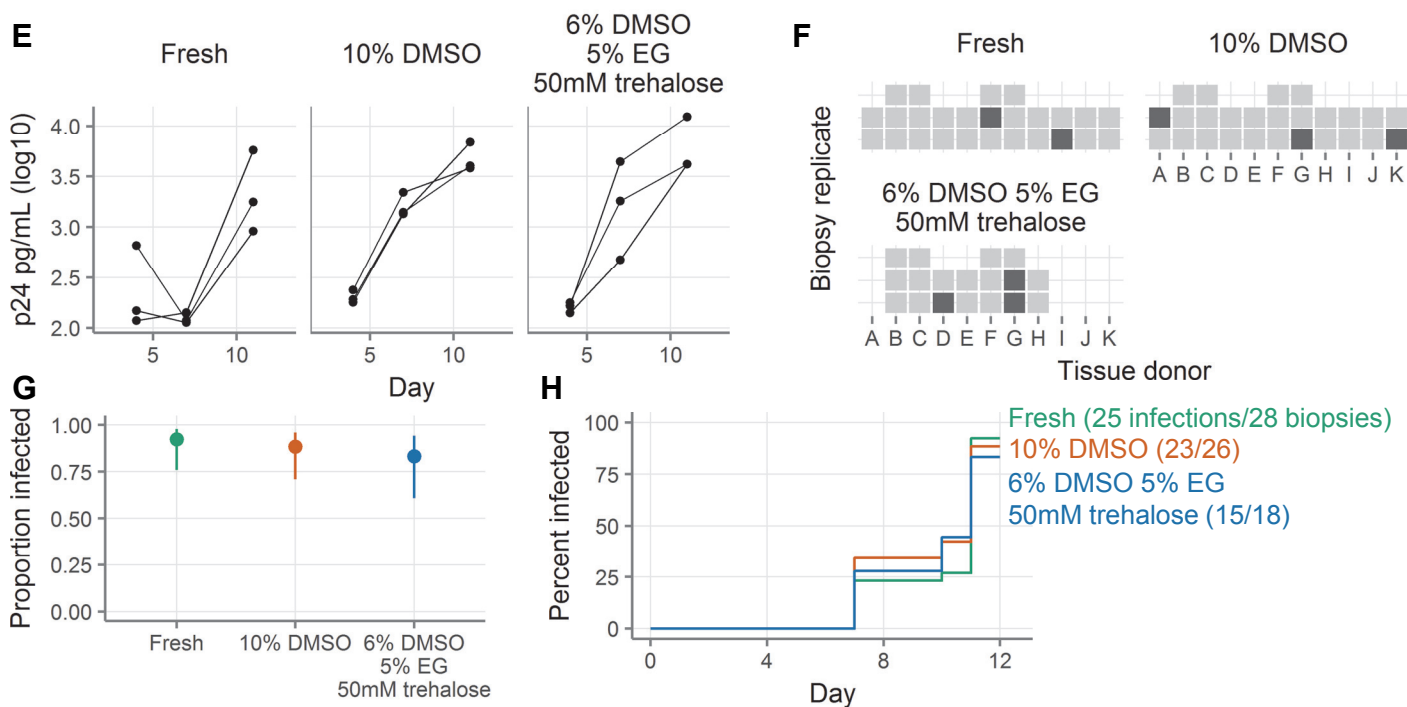 E
Fresh
10% DMSO
6% DMSO
5% EG
50mM trehalose
p24 pg/mL (log10)
4.0
3.5
3.0
2.5
2.0
5 10
5 10
5 10
Day
F
Fresh
10% DMSO
A B C D E F G H I J K
6% DMSO 5% EG
50mM trehalose
Biopsy replicate
A B C D E F G H I J K
Tissue donor
G
Proportion infected
1.00
0.75
0.50
0.25
0.00
Fresh
10% DMSO
6% DMSO
5% EG
50mM trehalose
H
Percent infected
100
75
50
25
0
0 4 8 12
Day
Fresh (25 infections/28 biopsies)
10% DMSO (23/26)
6% DMSO 5% EG
50mM trehalose (15/18)